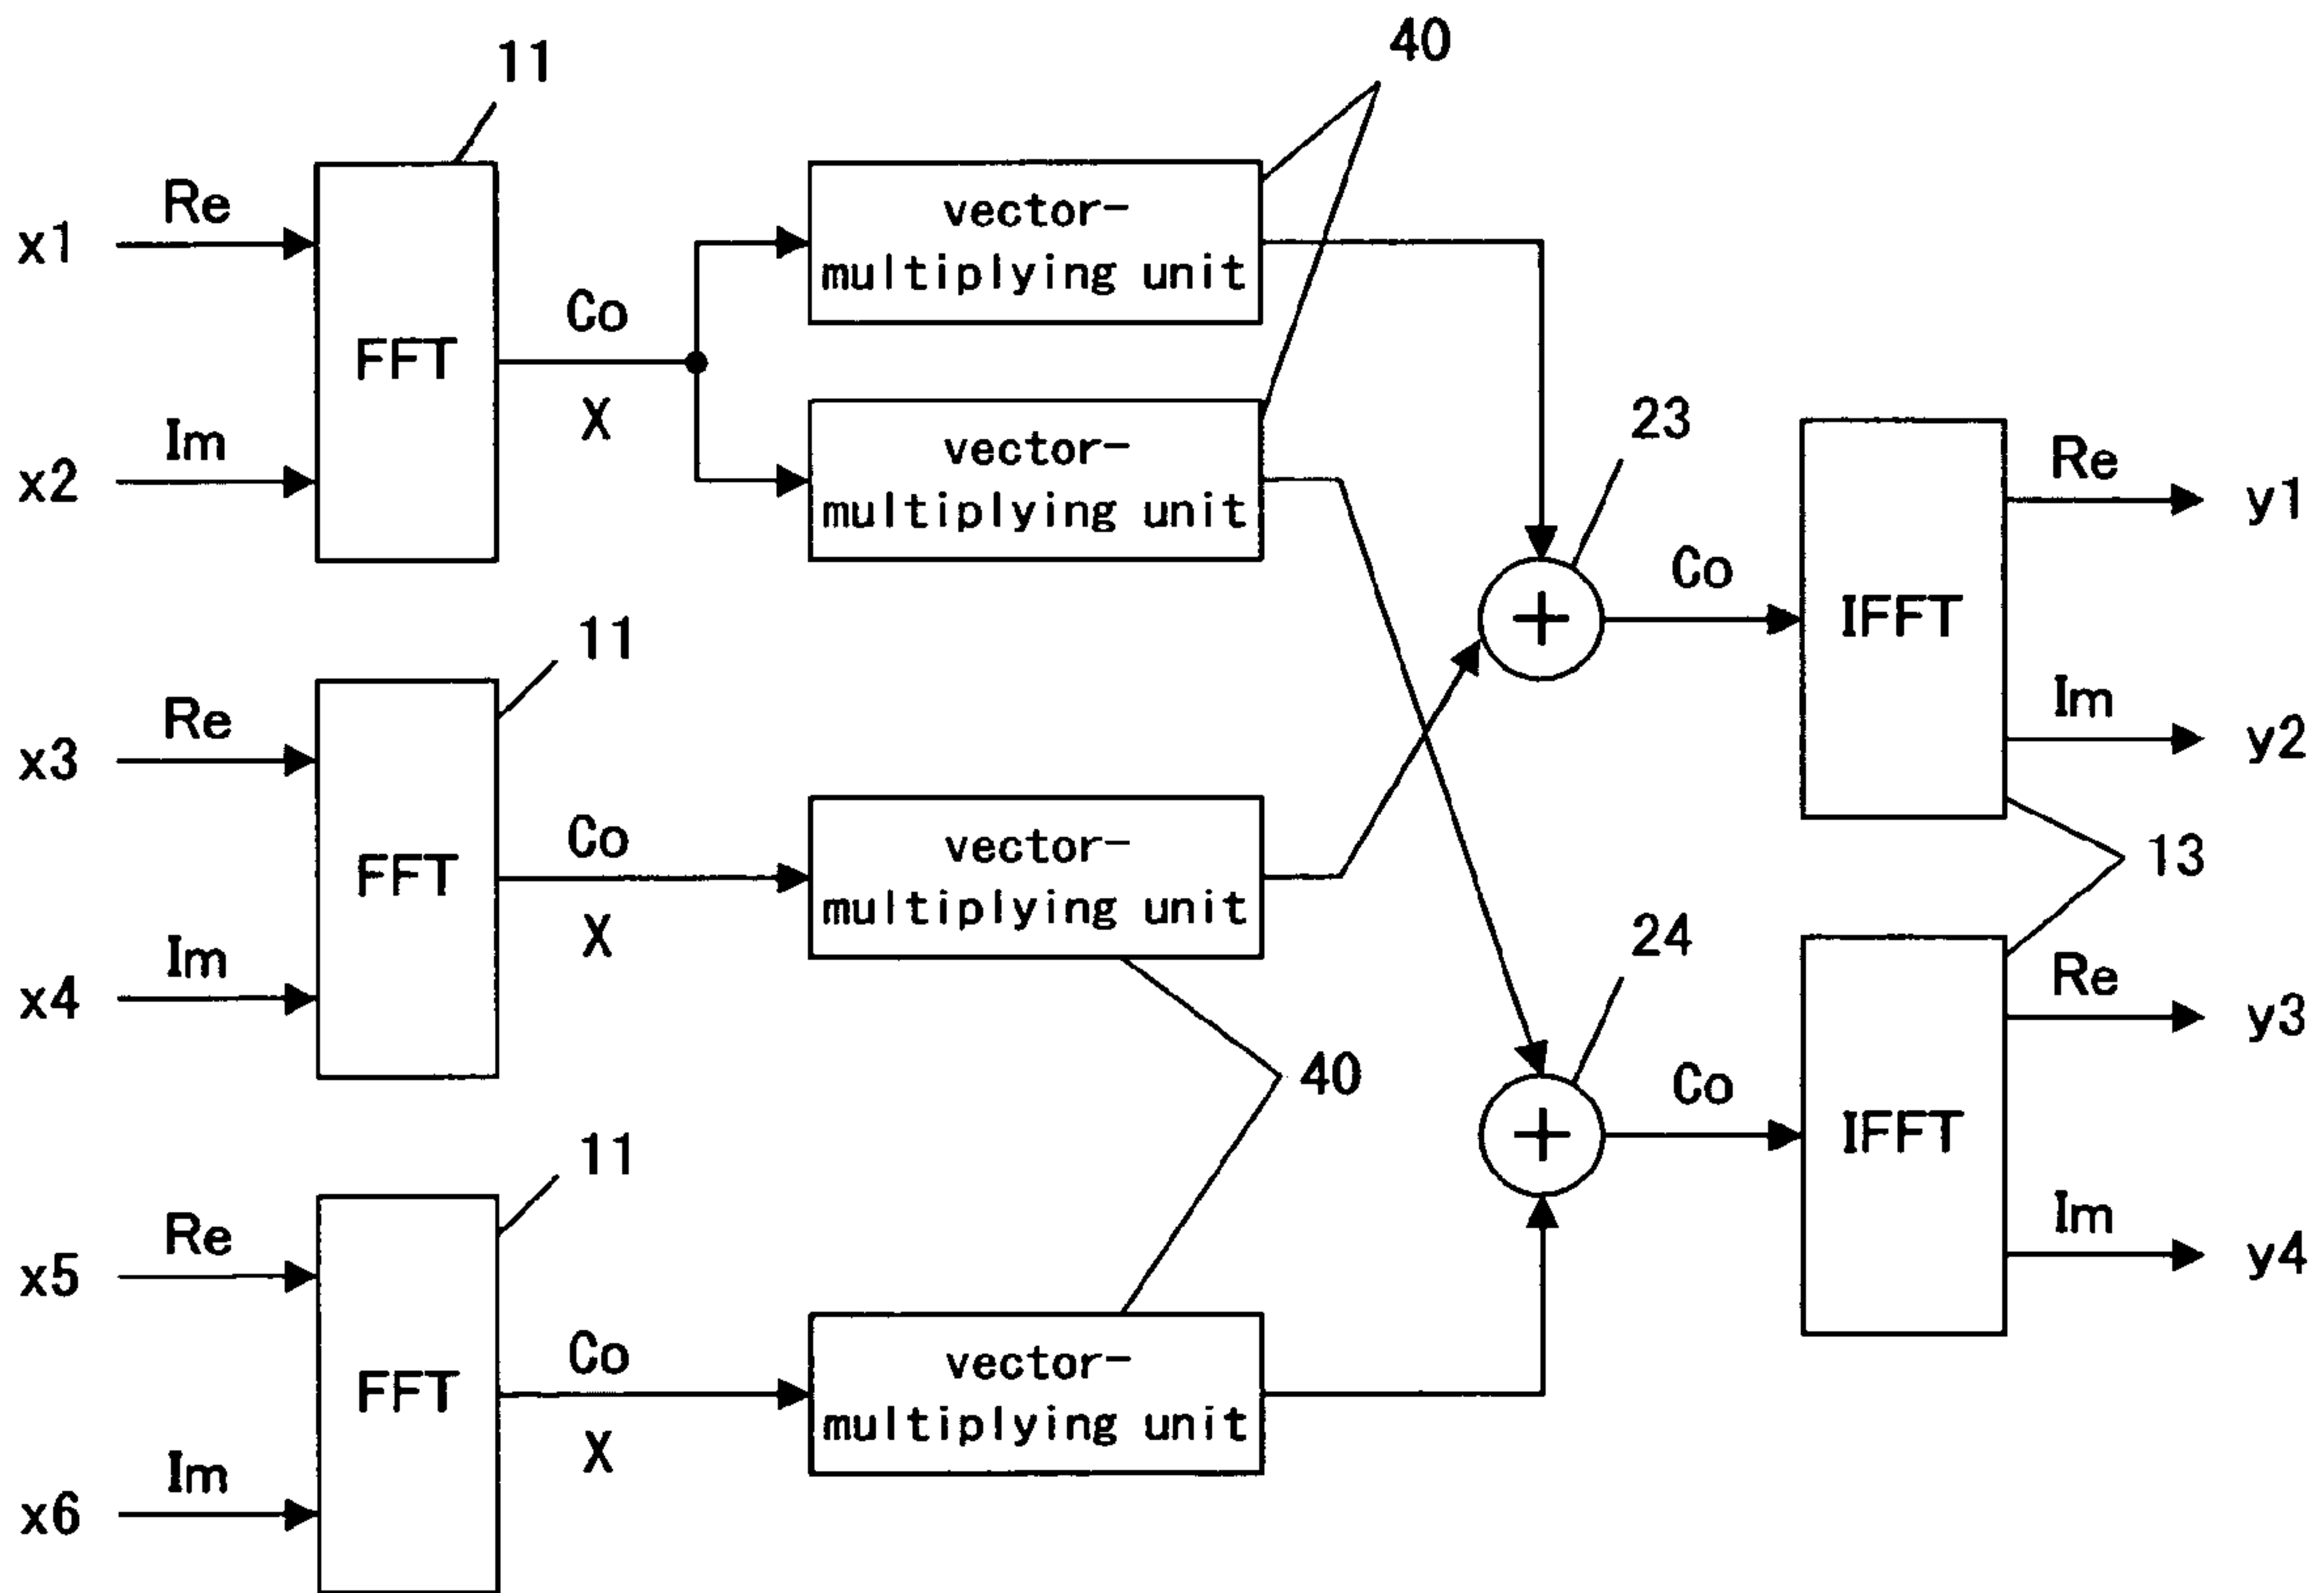 40
11
Re
vector-
x1
multiplying unit
Co
FFT
X
23
vector-
Im
Re
x2
multiplying unit
y1
Co
IFFT
11
Re
Im
x3
y2
Co
vector-
13
FFT
multiplying unit
X
24
Im
Re
x4
y3
40
Co
IFFT
11
Re
Im
x5
y4
Co
vector-
FFT
multiplying unit
X
Im
x6